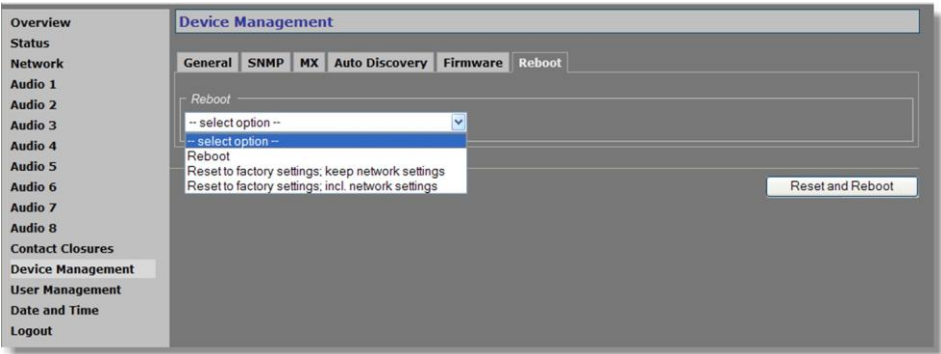 Overview
Status
Network
Audio 1
Audio 2
Audio 3
Audio 4
Audio 5
Audio 6
Audio 7
Audio 8
Contact Closures
Device Management
User Management
Date and Time
Logout
Device Management
General SNMP MX Auto Discovery Firmware Reboot
Reboot
-- select option --
-- select option --
Reboot
Reset to factory settings; keep network settings
Reset to factory settings; incl. network settings
Reset and Reboot